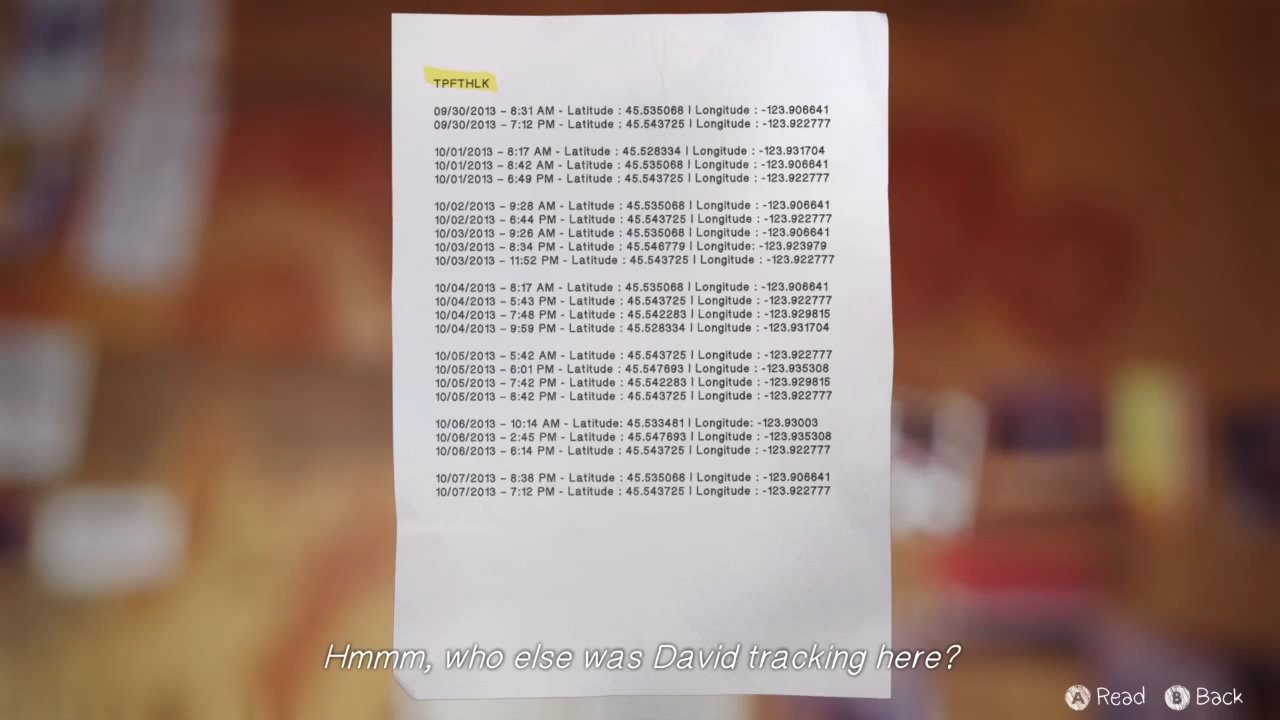 TPFTHLK
09/30/2013 – 8:31 AM - Latitude : 45.535068 | Longitude : -123.906641
09/30/2013 – 7:12 PM - Latitude : 45.543725 | Longitude : -123.922777
10/01/2013 – 8:17 AM - Latitude : 45.528334 | Longitude : -123.931704
10/01/2013 – 8:42 AM - Latitude : 45.535068 | Longitude : -123.906641
10/01/2013 – 6:49 PM - Latitude : 45.543725 | Longitude : -123.922777
10/02/2013 – 9:28 AM - Latitude : 45.535068 | Longitude : -123.906641
10/02/2013 – 6:44 PM - Latitude : 45.543725 | Longitude : -123.922777
10/03/2013 – 9:26 AM - Latitude : 45.535068 | Longitude : -123.906641
10/03/2013 – 8:34 PM - Latitude : 45.546779 | Longitude: -123.923979
10/03/2013 – 11:52 PM - Latitude : 45.543725 | Longitude : -123.922777
10/04/2013 – 8:17 AM - Latitude : 45.535068 | Longitude : -123.906641
10/04/2013 – 5:43 PM - Latitude : 45.543725 | Longitude : -123.922777
10/04/2013 – 7:48 PM - Latitude : 45.542283 | Longitude : -123.929815
10/04/2013 – 9:59 PM - Latitude : 45.528334 | Longitude : -123.931704
10/05/2013 – 5:42 AM - Latitude : 45.543725 | Longitude : -123.922777
10/05/2013 – 6:01 PM - Latitude : 45.547693 | Longitude : -123.935308
10/05/2013 – 7:42 PM - Latitude : 45.542283 | Longitude : -123.929815
10/05/2013 – 8:42 PM - Latitude : 45.543725 | Longitude : -123.922777
10/06/2013 – 10:14 AM - Latitude: 45.533481 | Longitude: -123.93003
10/06/2013 – 2:45 PM - Latitude : 45.547693 | Longitude : -123.935308
10/06/2013 – 6:14 PM - Latitude : 45.543725 | Longitude : -123.922777
10/07/2013 – 8:38 PM - Latitude : 45.535068 | Longitude : -123.906641
10/07/2013 – 7:12 PM - Latitude : 45.543725 | Longitude : -123.922777
Hmmm, who else was David tracking here?
A Read B Back